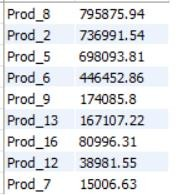 Prod_8 795875.94
Prod_2 736991.54
Prod_5 698093.81
Prod_6 446452.86
Prod_9 174085.8
Prod_13 167107.22
Prod_16 80996.31
Prod_12 38981.55
Prod_7 15006.63